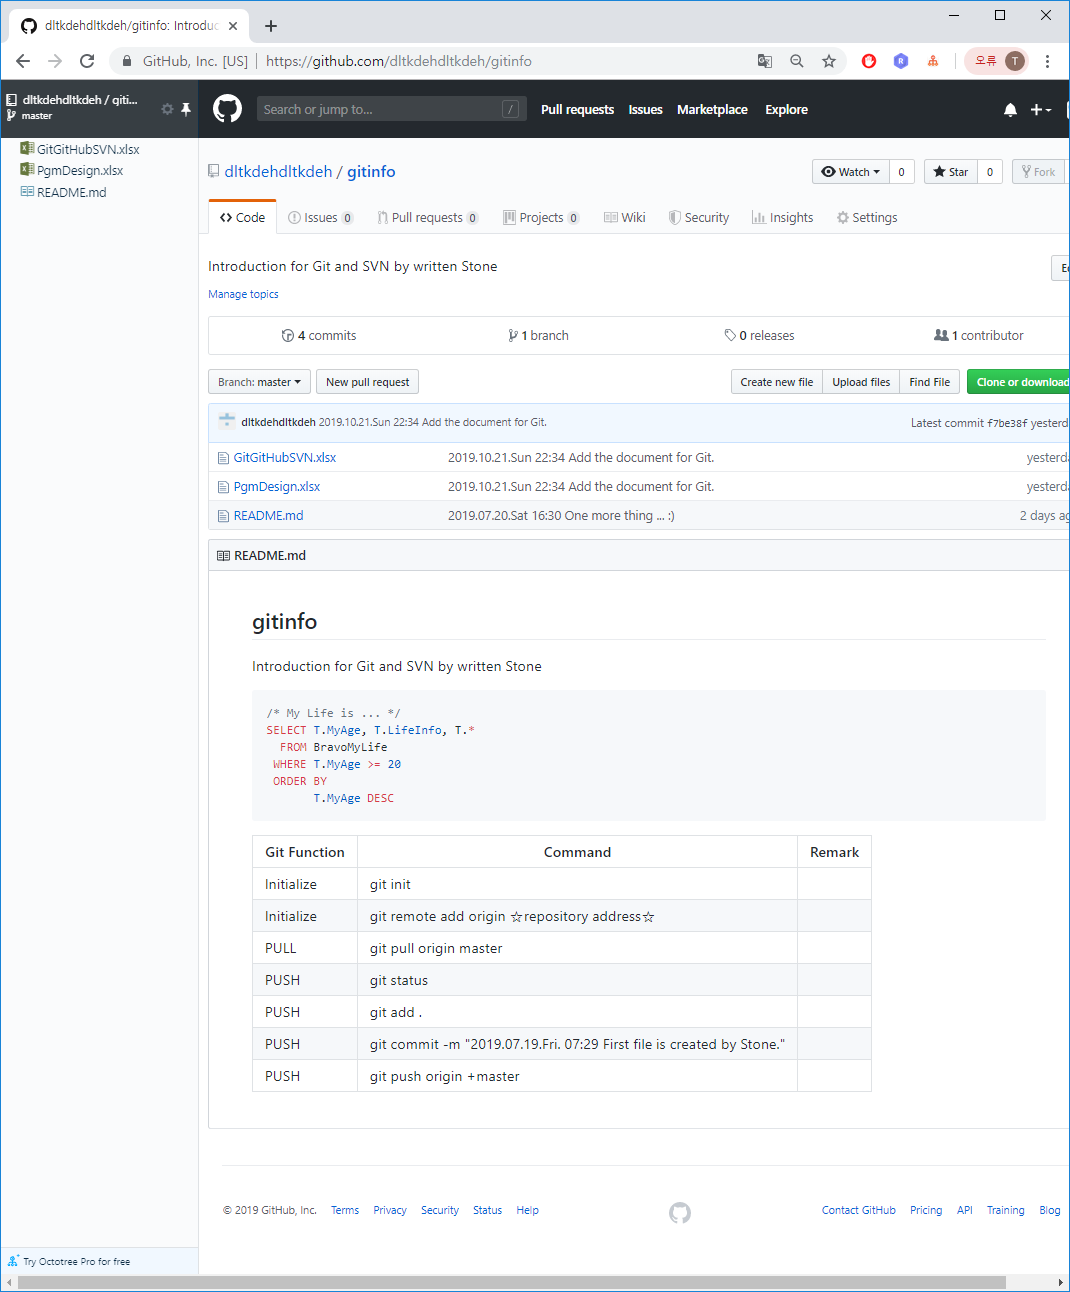 dltkdehdltkdeh/gitinfo: Introduc
GitHub, Inc. [US] https://github.com/dltkdehdltkdeh/gitinfo 오류 T
dltkdehdltkdeh / giti...
master
Search or jump to... /
Pull requests Issues Marketplace Explore
GitGitHubSVN.xlsx
PgmDesign.xlsx
README.md
dltkdehdltkdeh / gitinfo
Watch 0 Star 0 Fork
Code Issues 0 Pull requests 0 Projects 0 Wiki Security Insights Settings
Introduction for Git and SVN by written Stone
Manage topics
4 commits 1 branch 0 releases 1 contributor
Branch: master New pull request Create new file Upload files Find File Clone or download
dltkdehdltkdeh 2019.10.21.Sun 22:34 Add the document for Git. Latest commit f7be38f yesterd
GitGitHubSVN.xlsx 2019.10.21.Sun 22:34 Add the document for Git. yesterda
PgmDesign.xlsx 2019.10.21.Sun 22:34 Add the document for Git. yesterda
README.md 2019.07.20.Sat 16:30 One more thing ... :) 2 days ag
README.md
gitinfo
Introduction for Git and SVN by written Stone
/* My Life is ... */
SELECT T.MyAge, T.LifeInfo, T.*
FROM BravoMyLife
WHERE T.MyAge >= 20
ORDER BY
T.MyAge DESC
Git Function Command Remark
Initialize git init
Initialize git remote add origin ☆repository address☆
PULL git pull origin master
PUSH git status
PUSH git add .
PUSH git commit -m "2019.07.19.Fri. 07:29 First file is created by Stone."
PUSH git push origin +master
© 2019 GitHub, Inc. Terms Privacy Security Status Help Contact GitHub Pricing API Training Blog
Try Octotree Pro for free